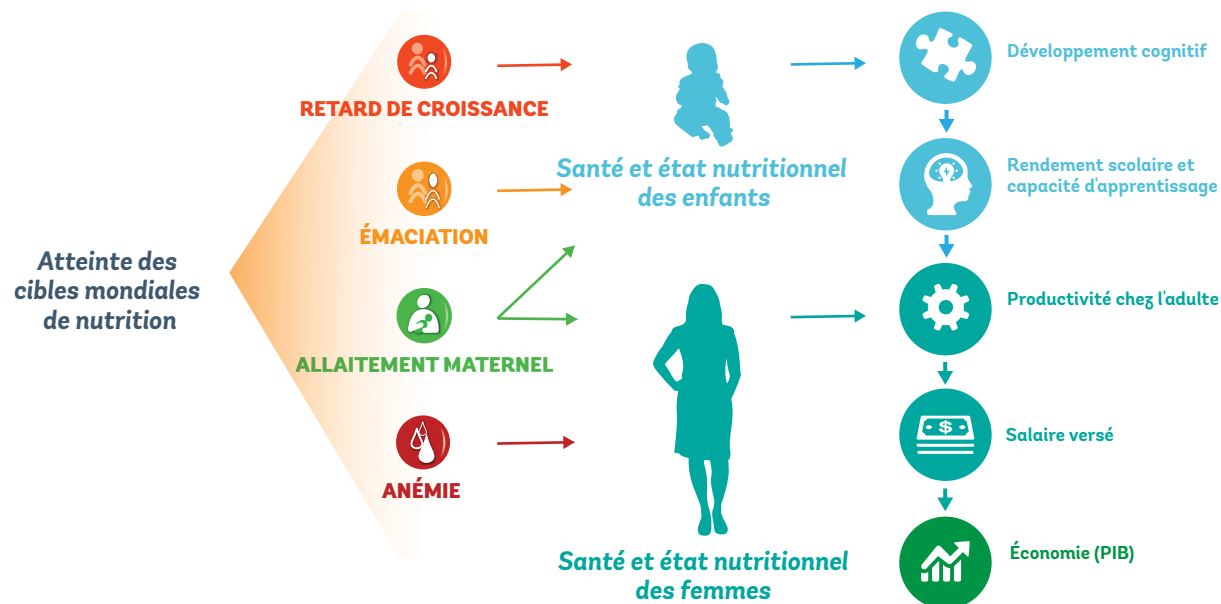 Atteinte des
cibles mondiales
de nutrition
RETARD DE CROISSANCE
ÉMACIATION
ALLAITEMENT MATERNEL
ANÉMIE
Santé et état nutritionnel
des enfants
Santé et état nutritionnel
des femmes
Développement cognitif
Rendement scolaire et
capacité d'apprentissage
Productivité chez l'adulte
$
Salaire versé
Économie (PIB)